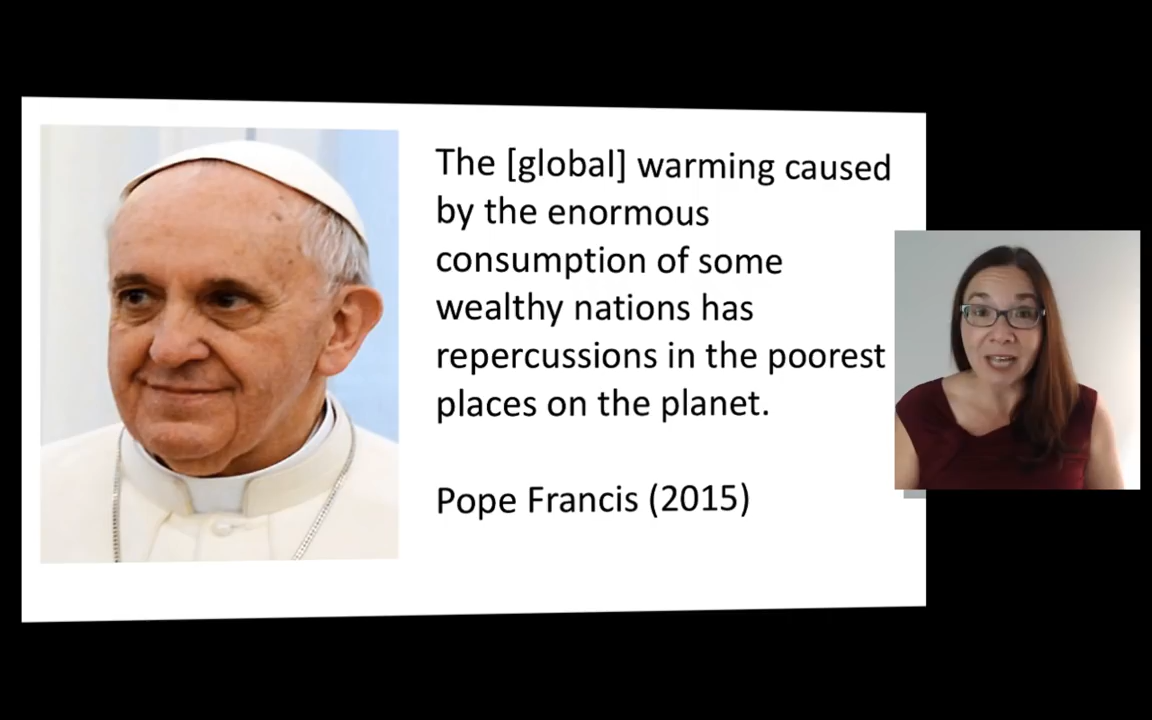 The [global] warming caused
by the enormous
consumption of some
wealthy nations has
repercussions in the poorest
places on the planet.
Pope Francis (2015)